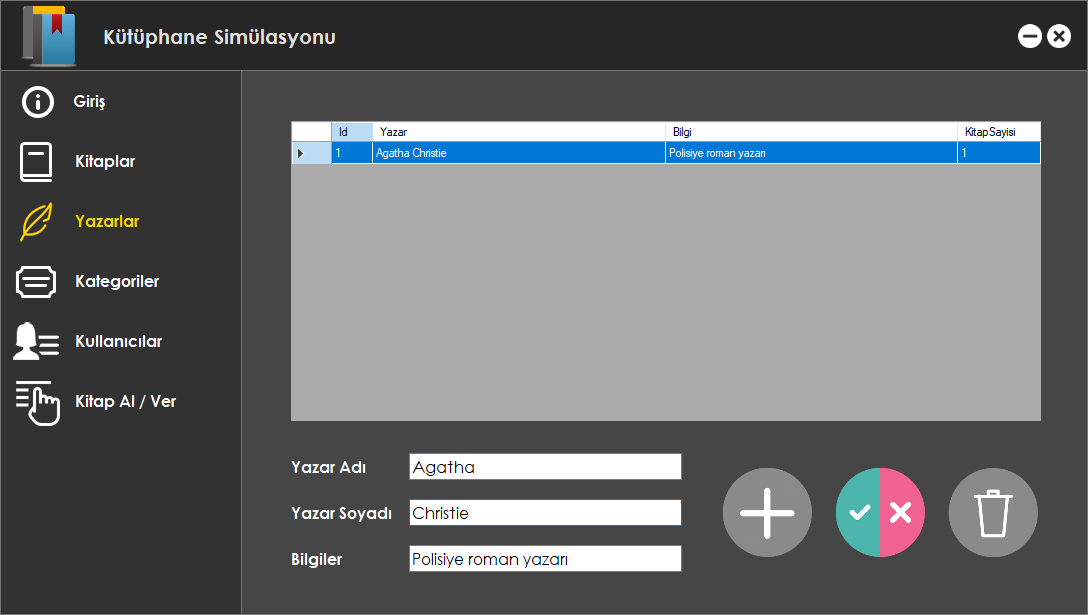 Kütüphane Simülasyonu
Giriş
Kitaplar
Yazarlar
Kategoriler
Kullanıcılar
Kitap Al / Ver
Id Yazar Bilgi KitapSayisi
1 Agatha Christie Polisiye roman yazarı 1
Yazar Adı Agatha
Yazar Soyadı Christie
Bilgiler Polisiye roman yazarı